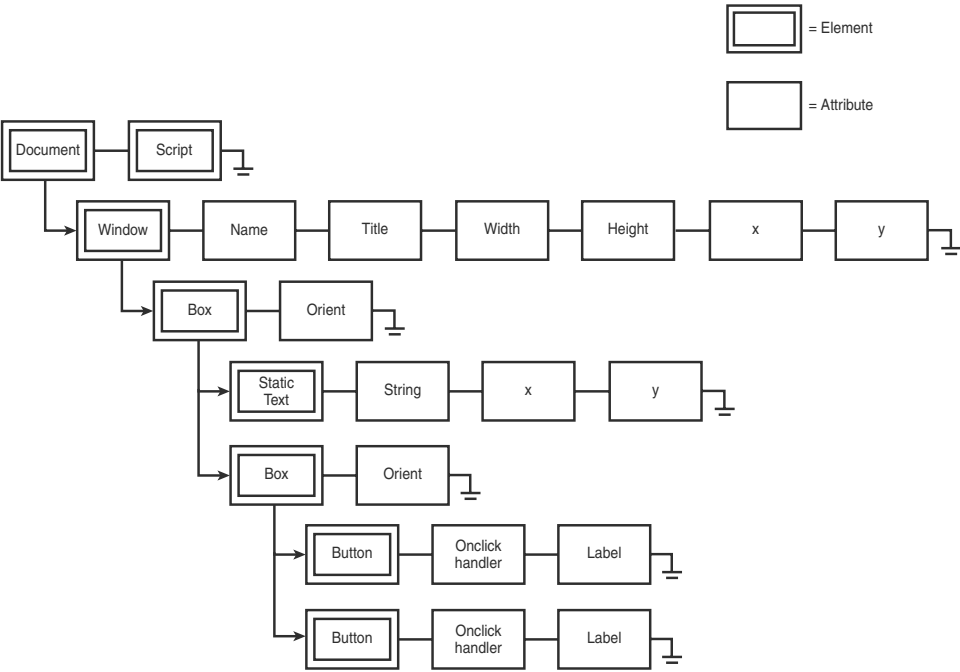 = Element
= Attribute
Document
Script
Window
Name
Title
Width
Height
x
y
Box
Orient
Static
Text
String
x
y
Box
Orient
Button
Onclick
handler
Label
Button
Onclick
handler
Label